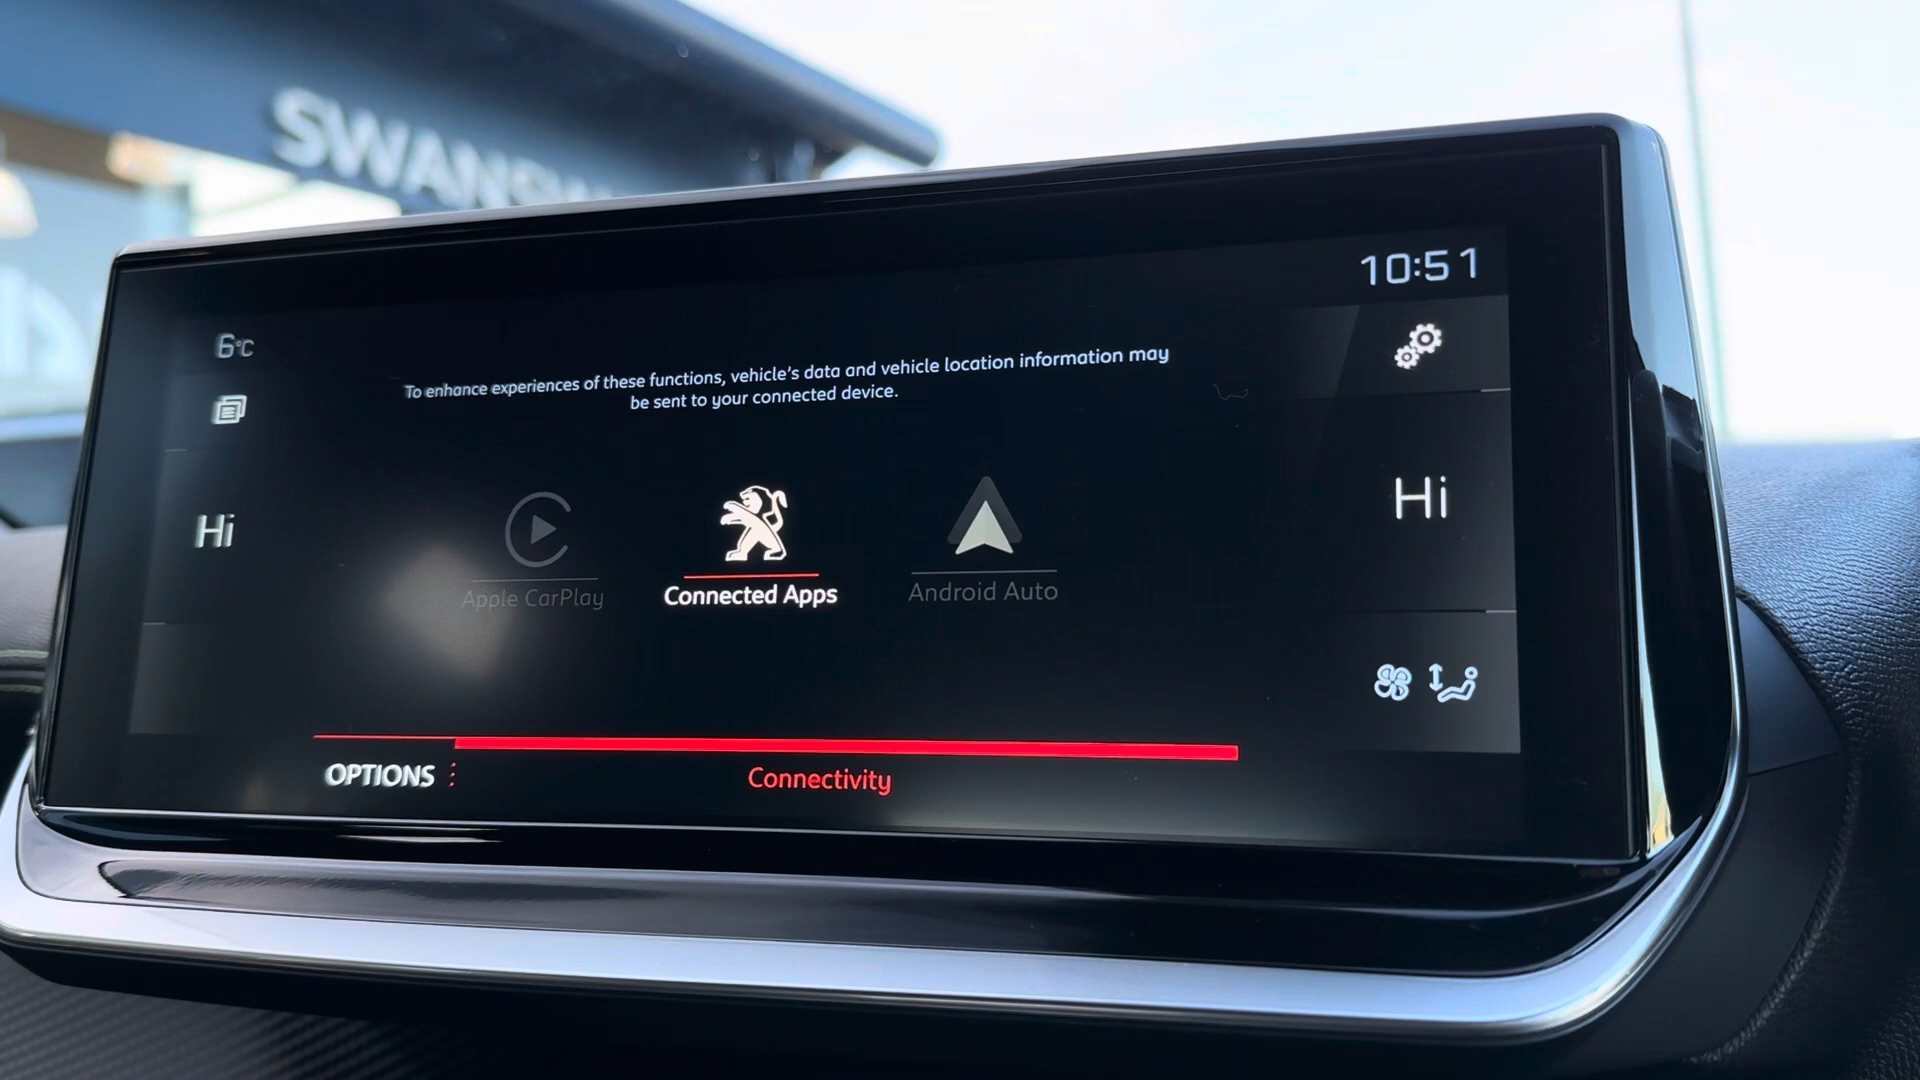 10:51
6°C
To enhance experiences of these functions, vehicle's data and vehicle location information may
be sent to your connected device.
Hi
Hi
Apple CarPlay
Connected Apps
Android Auto
OPTIONS
Connectivity